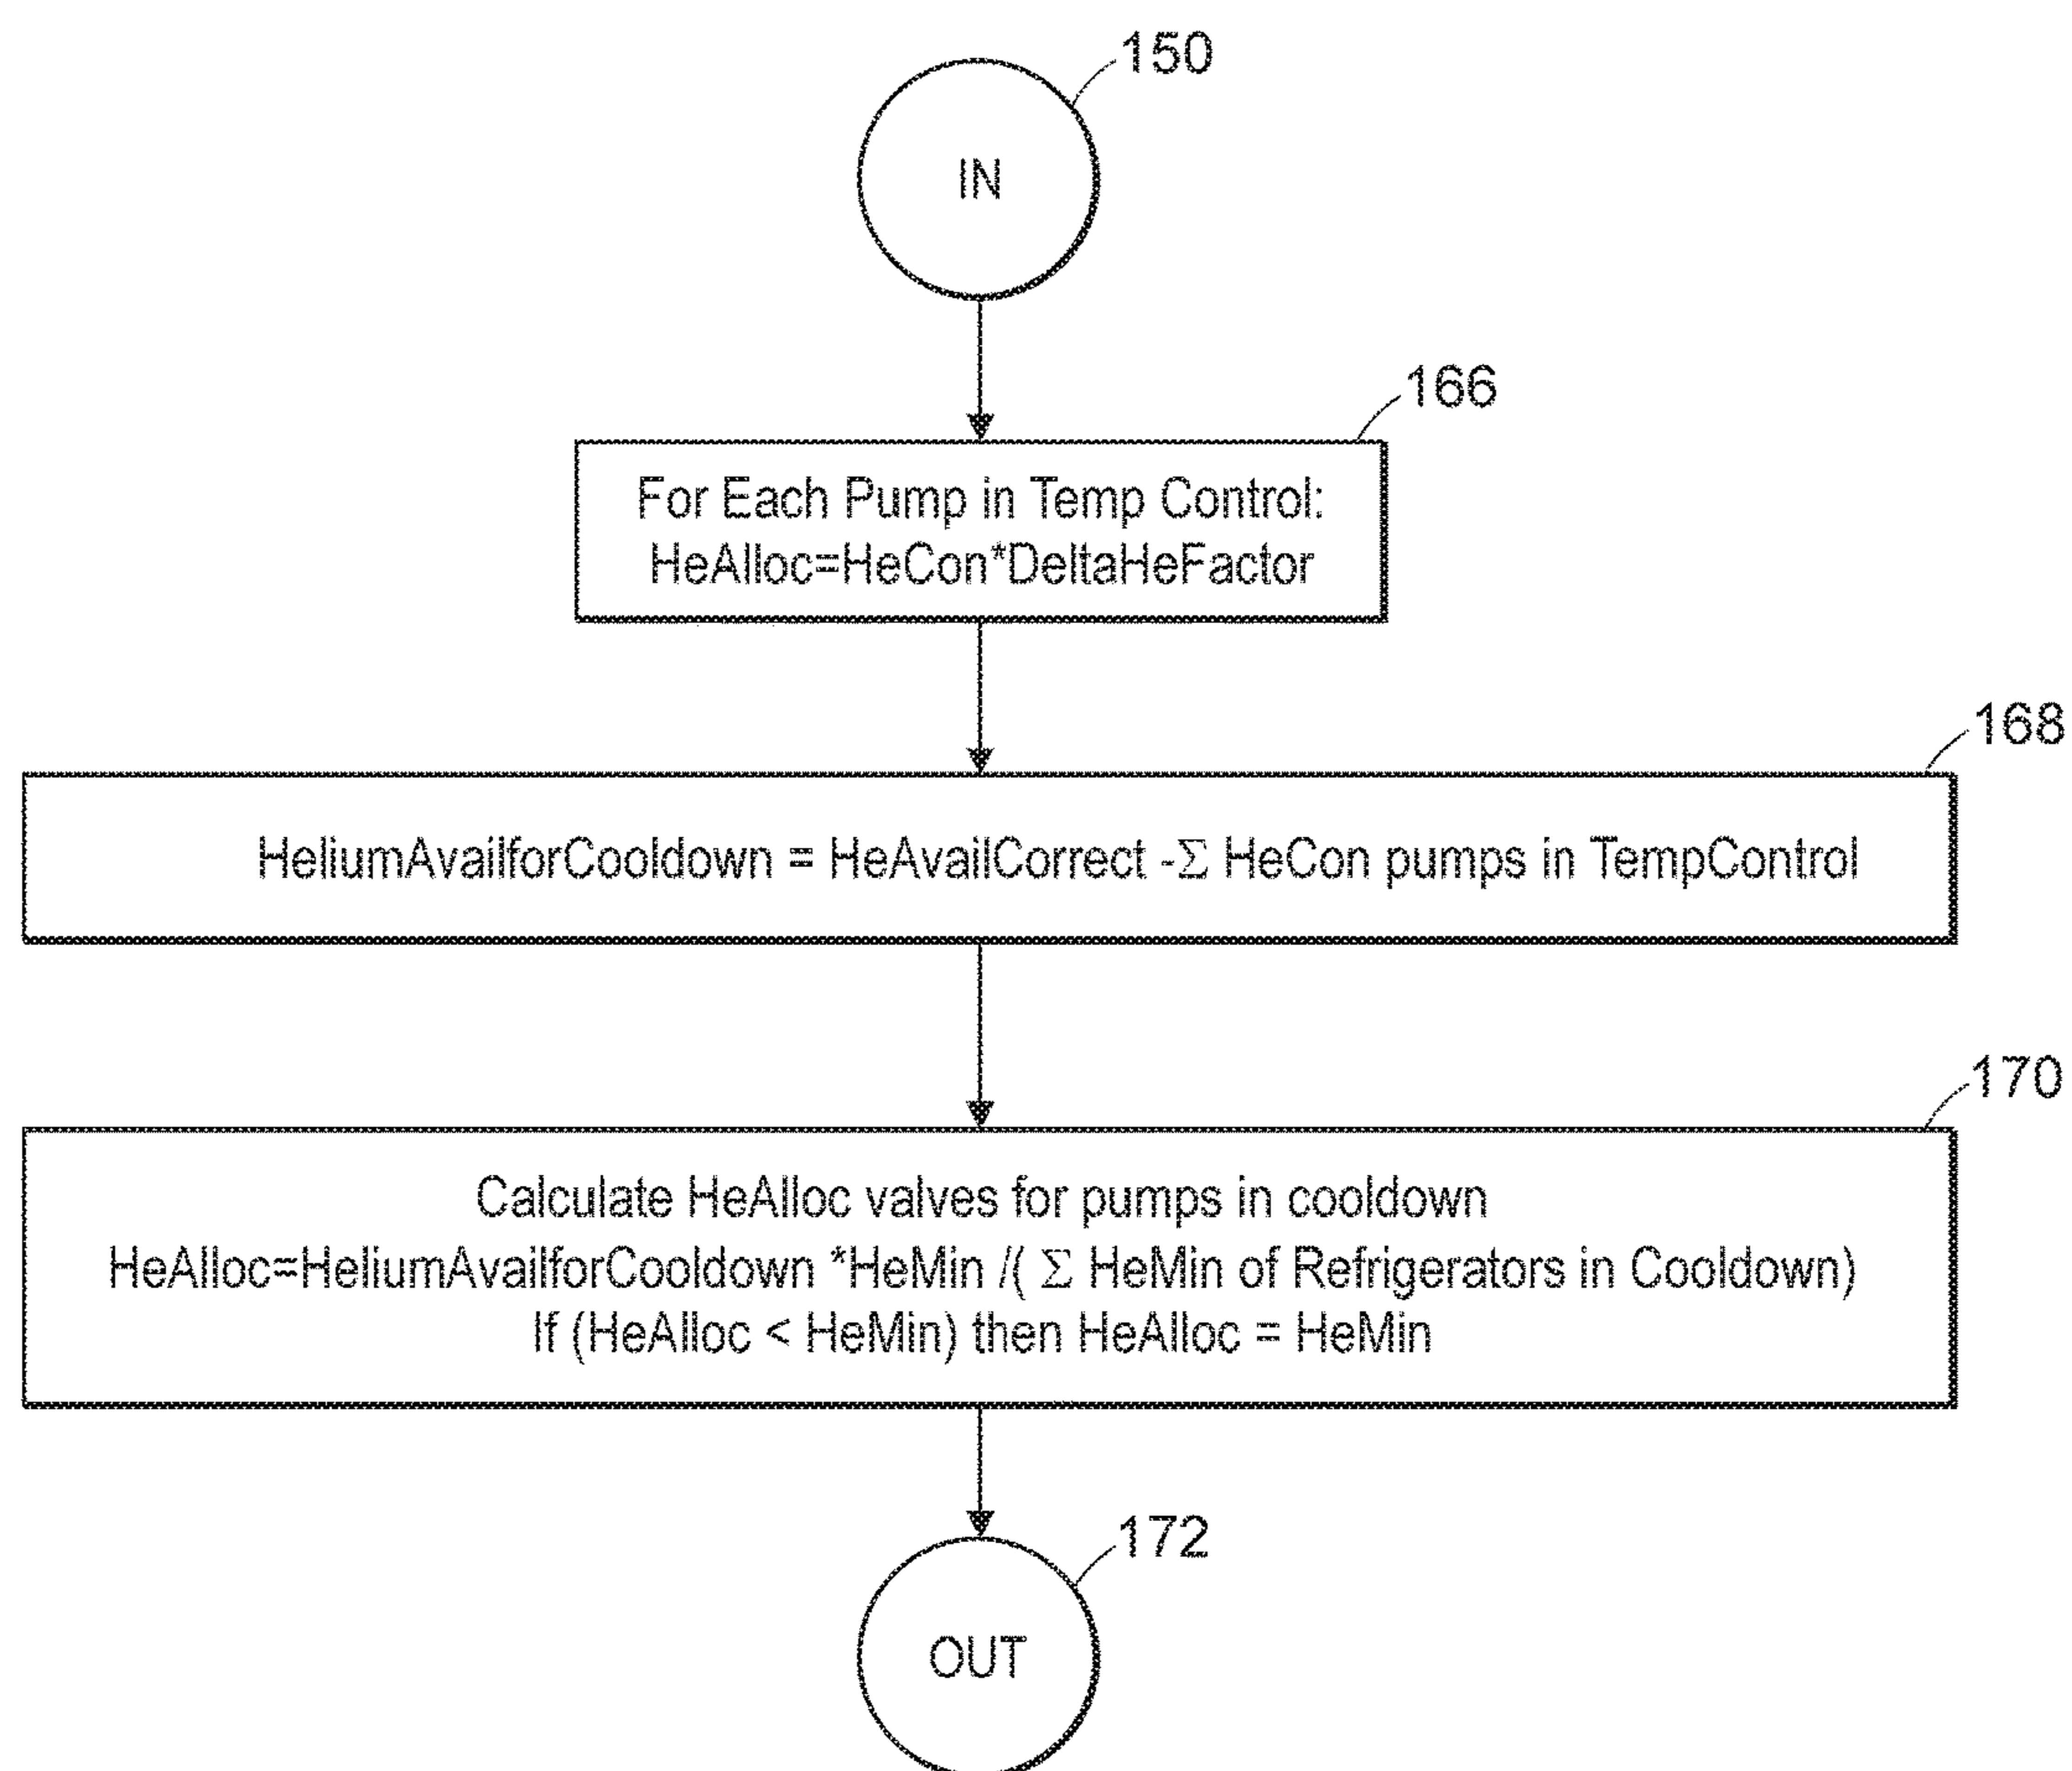 150
IN
166
For Each Pump in Temp Control:
HeAlloc=HeCon*DeltaHeFactor
168
HeliumAvailforCooldown = HeAvailCorrect -Σ HeCon pumps in TempControl
170
Calculate HeAlloc valves for pumps in cooldown
HeAlloc=HeliumAvailforCooldown *HeMin /( Σ HeMin of Refrigerators in Cooldown)
If (HeAlloc < HeMin) then HeAlloc = HeMin
172
OUT